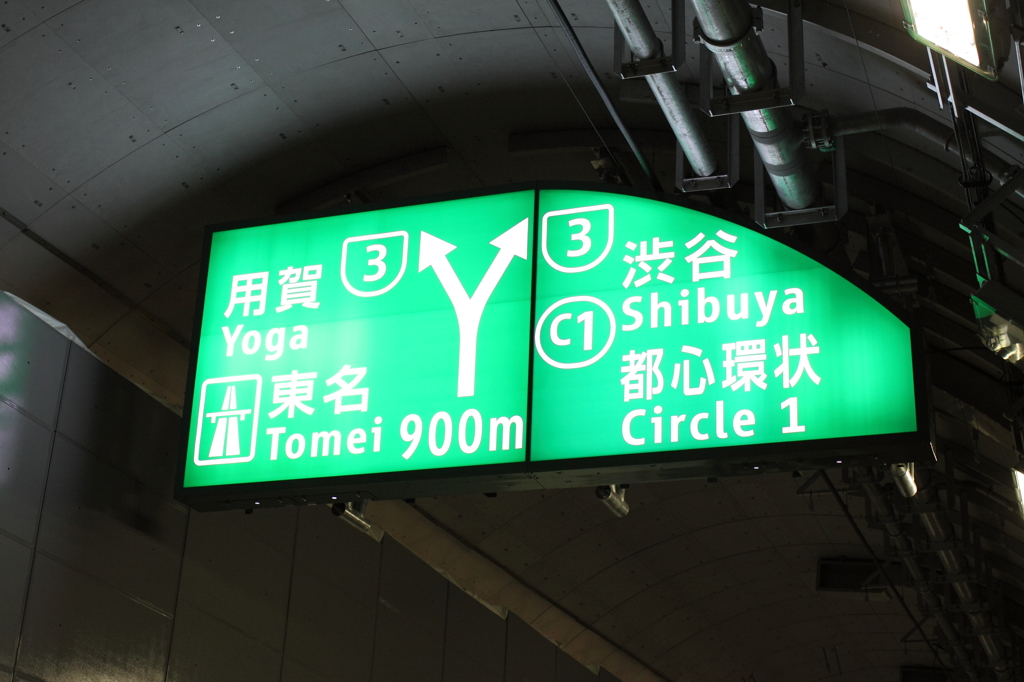 用賀 3
Yoga
東名
Tomei 900m
3 渋谷
Shibuya
C1 都心環状
Circle 1